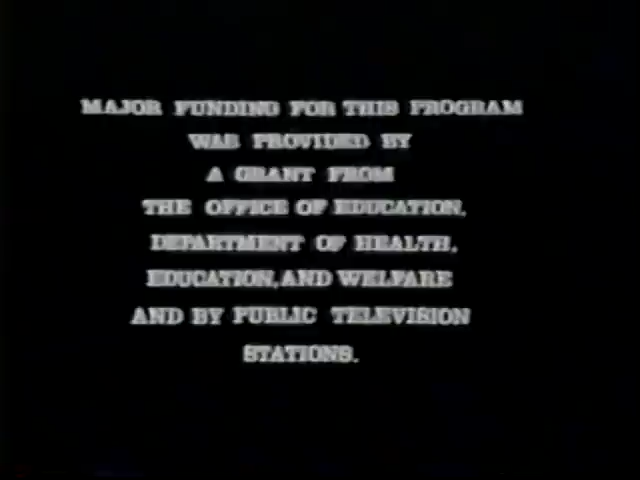 MAJOR FUNDING FOR THIS PROGRAM
WAS PROVIDED BY
A GRANT FROM
THE OFFICE OF EDUCATION,
DEPARTMENT OF HEALTH,
EDUCATION, AND WELFARE
AND BY PUBLIC TELEVISION
STATIONS.